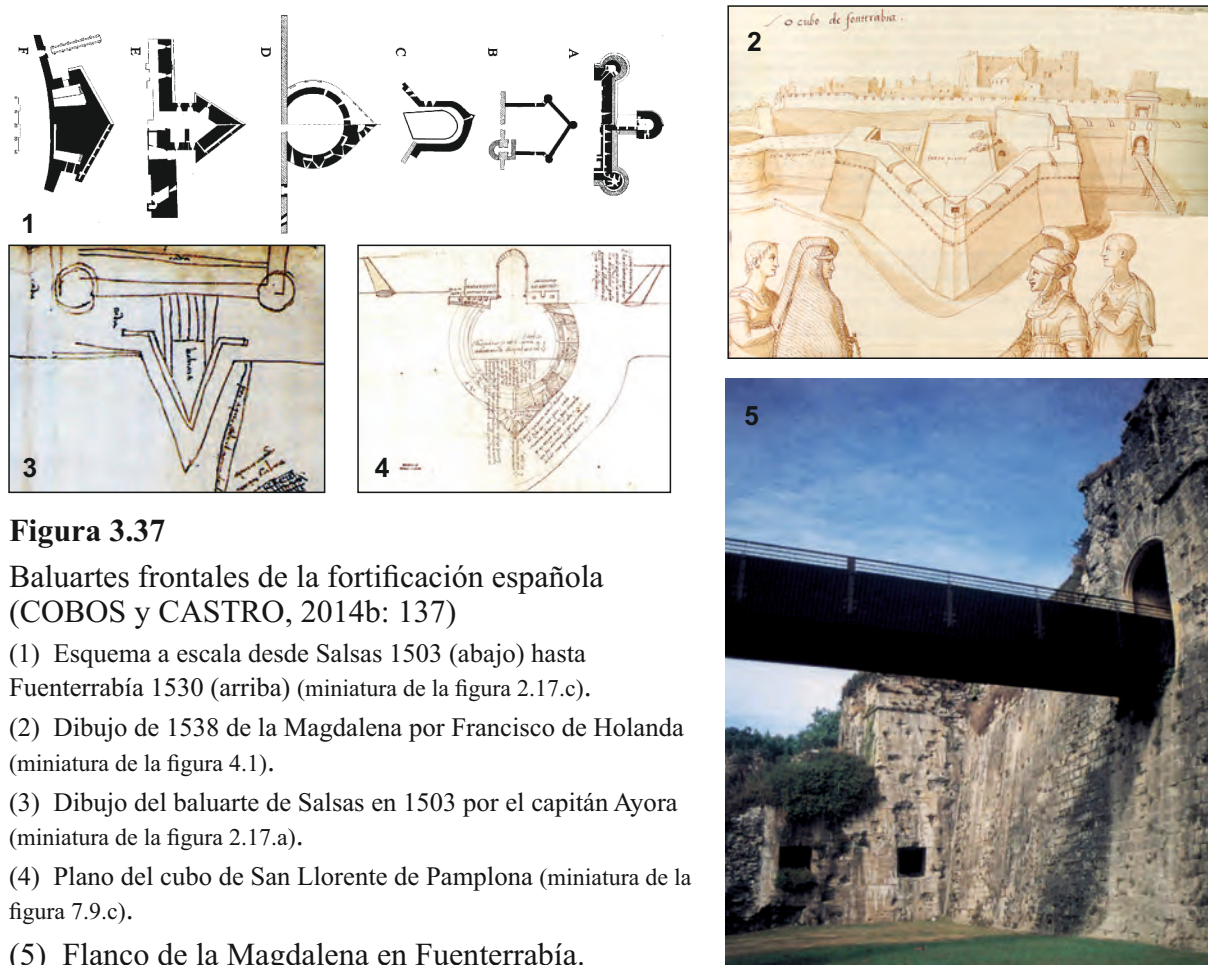 F
E
D
C
B
A
1
2
o cubo de fonterabia.
3
4
5
Figura 3.37
Baluartes frontales de la fortificación española
(COBOS y CASTRO, 2014b: 137)
(1) Esquema a escala desde Salsas 1503 (abajo) hasta
Fuenterrabía 1530 (arriba) (miniatura de la figura 2.17.c).
(2) Dibujo de 1538 de la Magdalena por Francisco de Holanda
(miniatura de la figura 4.1).
(3) Dibujo del baluarte de Salsas en 1503 por el capitán Ayora
(miniatura de la figura 2.17.a).
(4) Plano del cubo de San Llorente de Pamplona (miniatura de la
figura 7.9.c).
(5) Flanco de la Magdalena en Fuenterrabía.